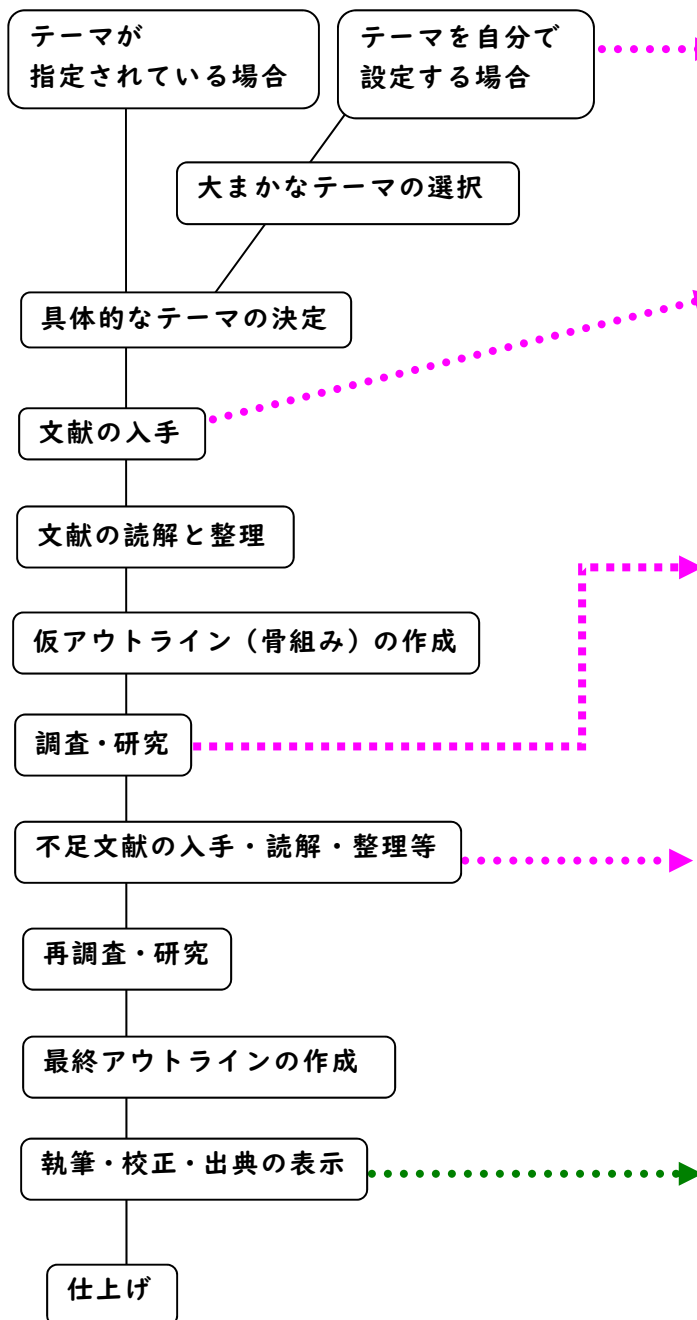 テーマが
指定されている場合
テーマを自分で
設定する場合
大まかなテーマの選択
具体的なテーマの決定
文献の入手
文献の読解と整理
仮アウトライン（骨組み）の作成
調査・研究
不足文献の入手・読解・整理等
再調査・研究
最終アウトラインの作成
執筆・校正・出典の表示
仕上げ